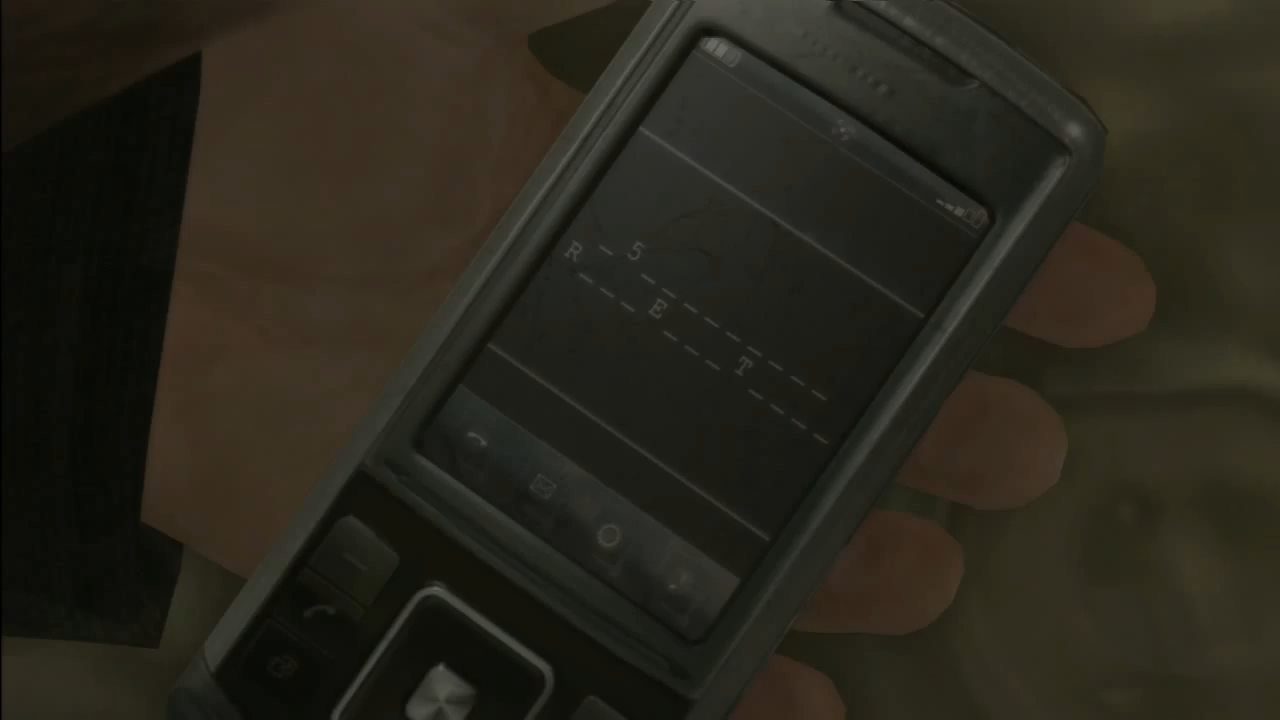 _ 5 _ _ _ _ _ _ _ _ _
R _ _ _ E _ _ _ T _ _ _ _